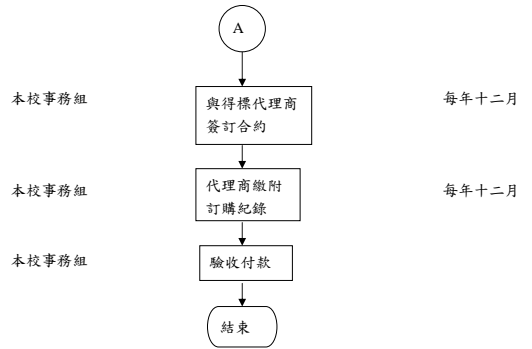 A
本校事務組
與得標代理商
簽訂合約
每年十二月
本校事務組
代理商繳附
訂購紀錄
每年十二月
本校事務組
驗收付款
結束